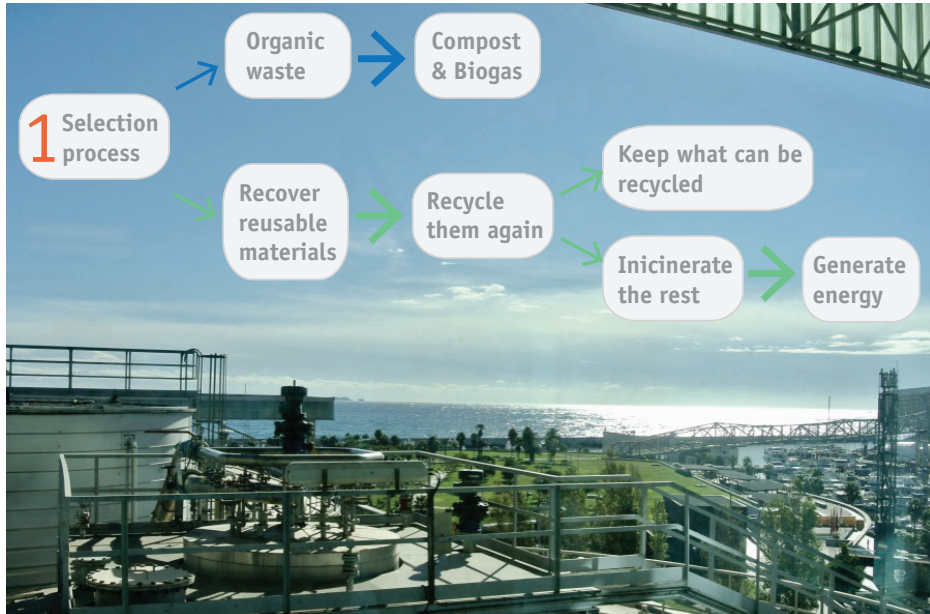 1 Selection
process
Organic
waste
Compost
& Biogas
Recover
reusable
materials
Recycle
them again
Keep what can be
recycled
Inicinerate
the rest
Generate
energy